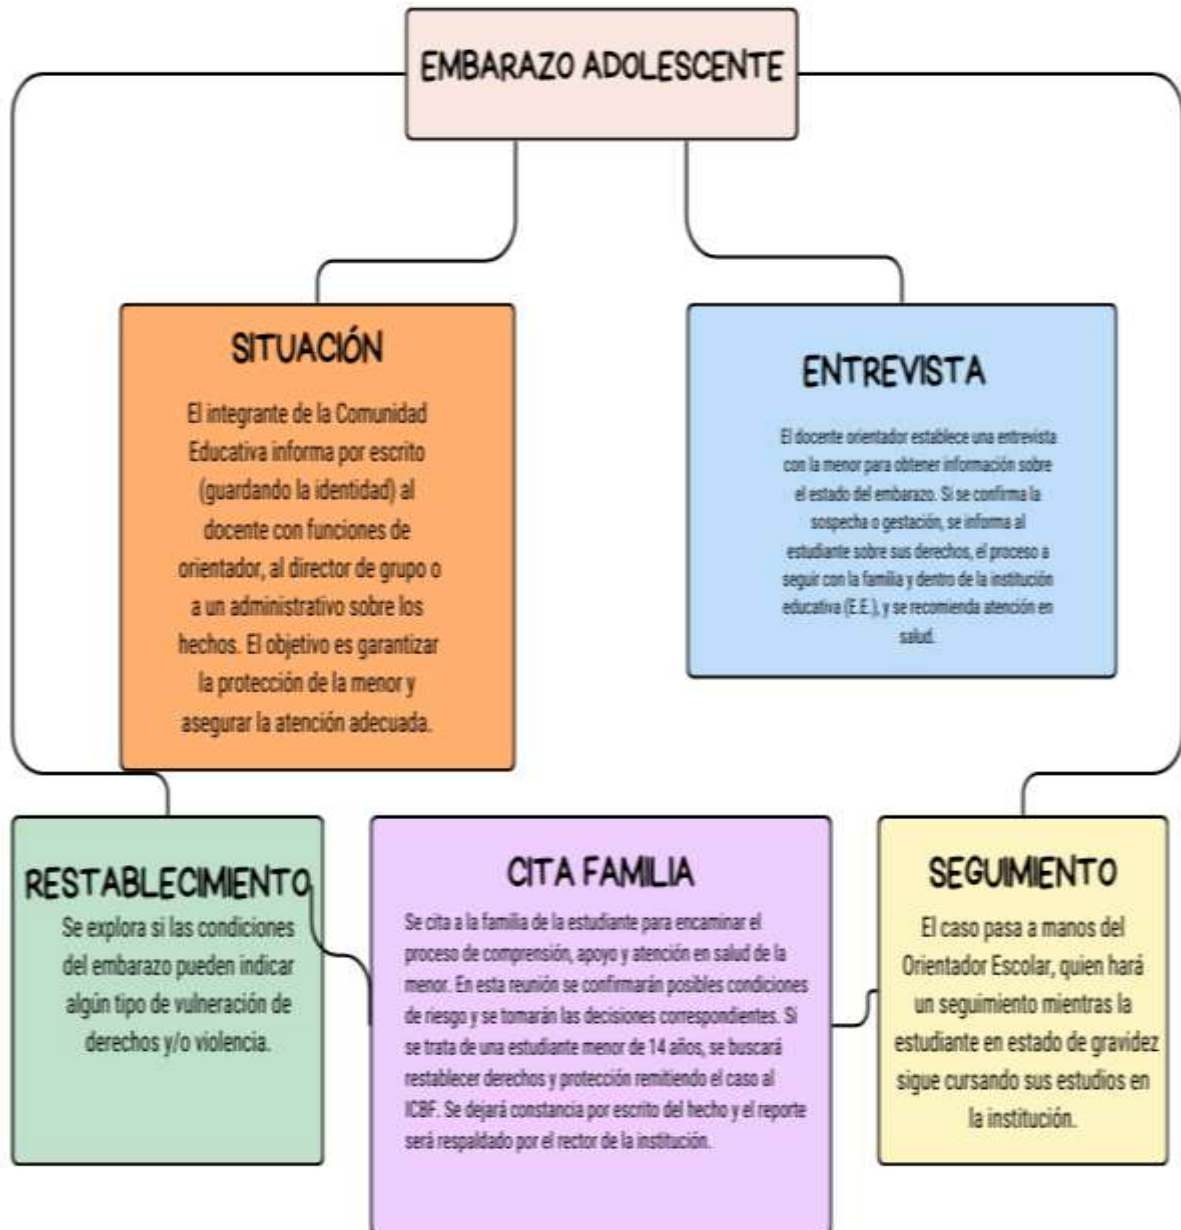 EMBARAZO ADOLESCENTE
SITUACIÓN
El integrante de la Comunidad
Educativa informa por escrito
(guardando la identidad) al
docente con funciones de
orientador, al director de grupo o
a un administrativo sobre los
hechos. El objetivo es garantizar
la protección de la menor y
asegurar la atención adecuada.
ENTREVISTA
El docente orientador establece una entrevista
con la menor para obtener información sobre
el estado del embarazo. Si se confirma la
sospecha o gestación, se informa al
estudiante sobre sus derechos, el proceso a
seguir con la familia y dentro de la institución
educativa (E.E.), y se recomienda atención en
salud.
RESTABLECIMIENTO
Se explora si las condiciones
del embarazo pueden indicar
algún tipo de vulneración de
derechos y/o violencia.
CITA FAMILIA
Se cita a la familia de la estudiante para encaminar el
proceso de comprensión, apoyo y atención en salud de la
menor. En esta reunión se confirmarán posibles condiciones
de riesgo y se tomarán las decisiones correspondientes. Si
se trata de una estudiante menor de 14 años, se buscará
restablecer derechos y protección remitiendo el caso al
ICBF. Se dejará constancia por escrito del hecho y el reporte
será respaldado por el rector de la institución.
SEGUIMIENTO
El caso pasa a manos del
Orientador Escolar, quien hará
un seguimiento mientras la
estudiante en estado de gravidez
sigue cursando sus estudios en
la institución.